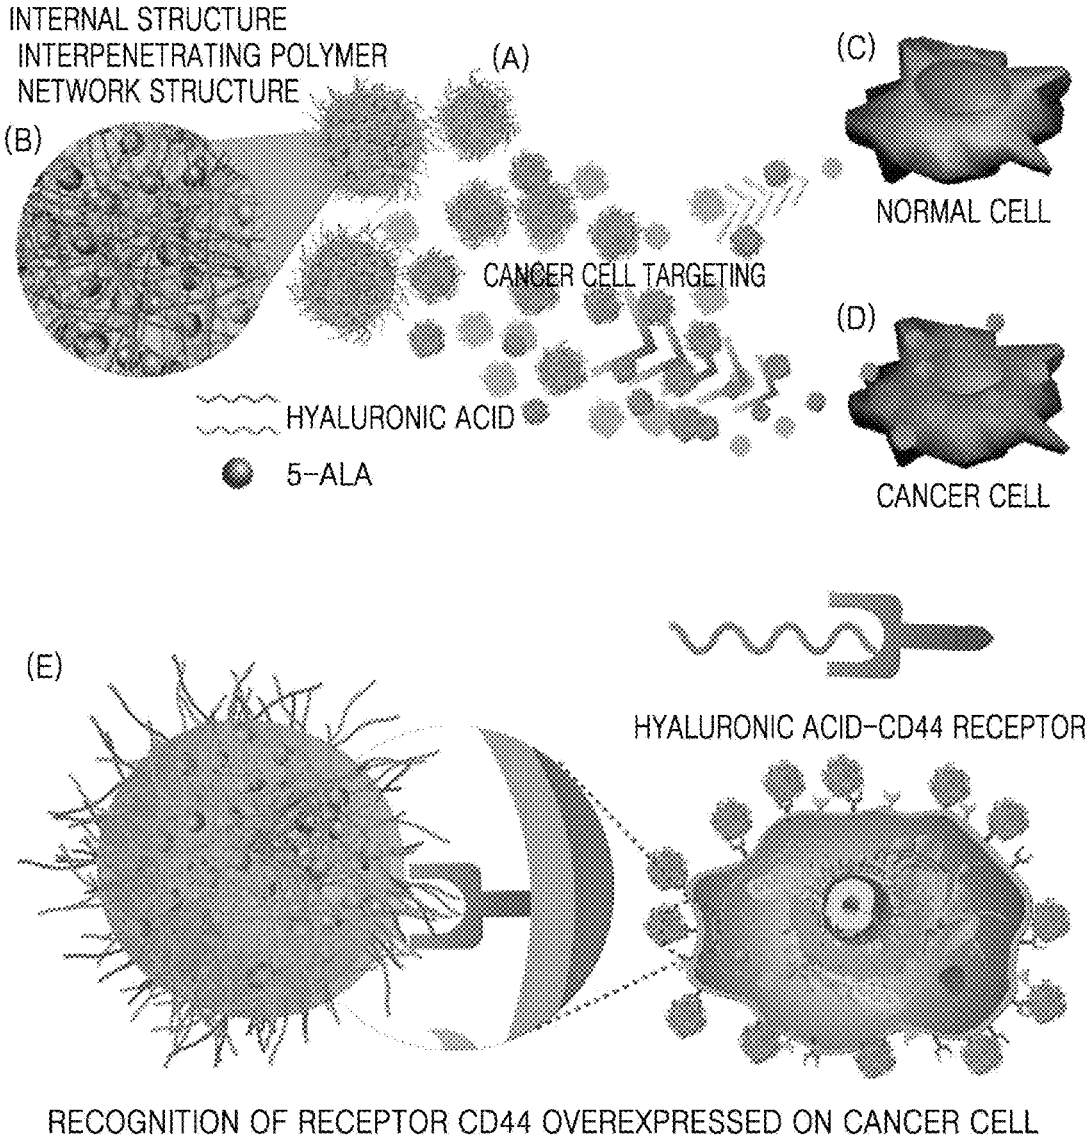 INTERNAL STRUCTURE
INTERPENETRATING POLYMER
NETWORK STRUCTURE
(A)
(B)
(C)
NORMAL CELL
CANCER CELL TARGETING
(D)
HYALURONIC ACID
5-ALA
CANCER CELL
(E)
HYALURONIC ACID-CD44 RECEPTOR
RECOGNITION OF RECEPTOR CD44 OVEREXPRESSED ON CANCER CELL